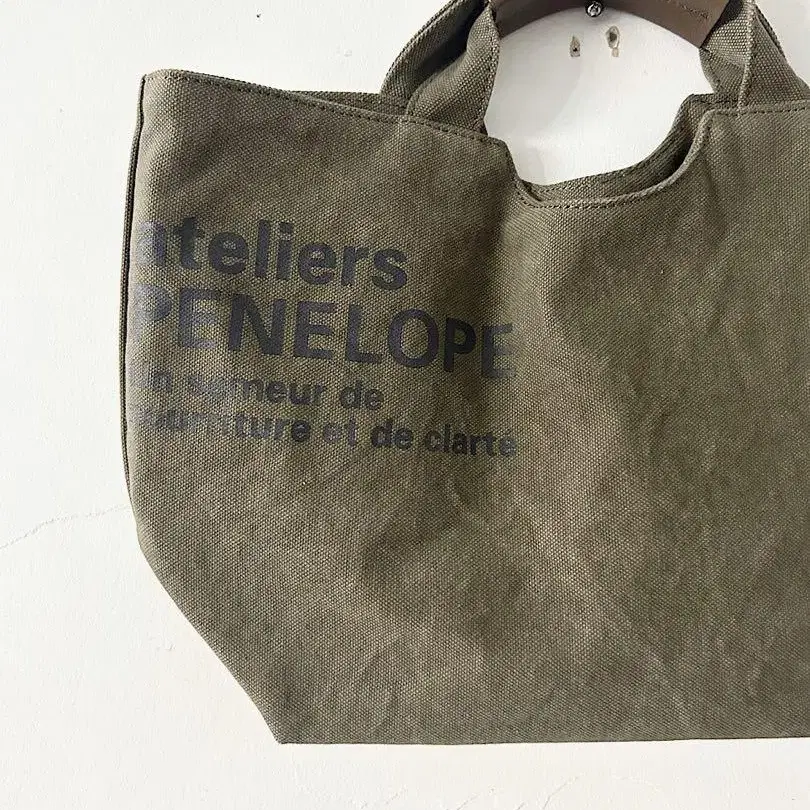 ateliers
PENELOPE
un semeur de
et de clarté